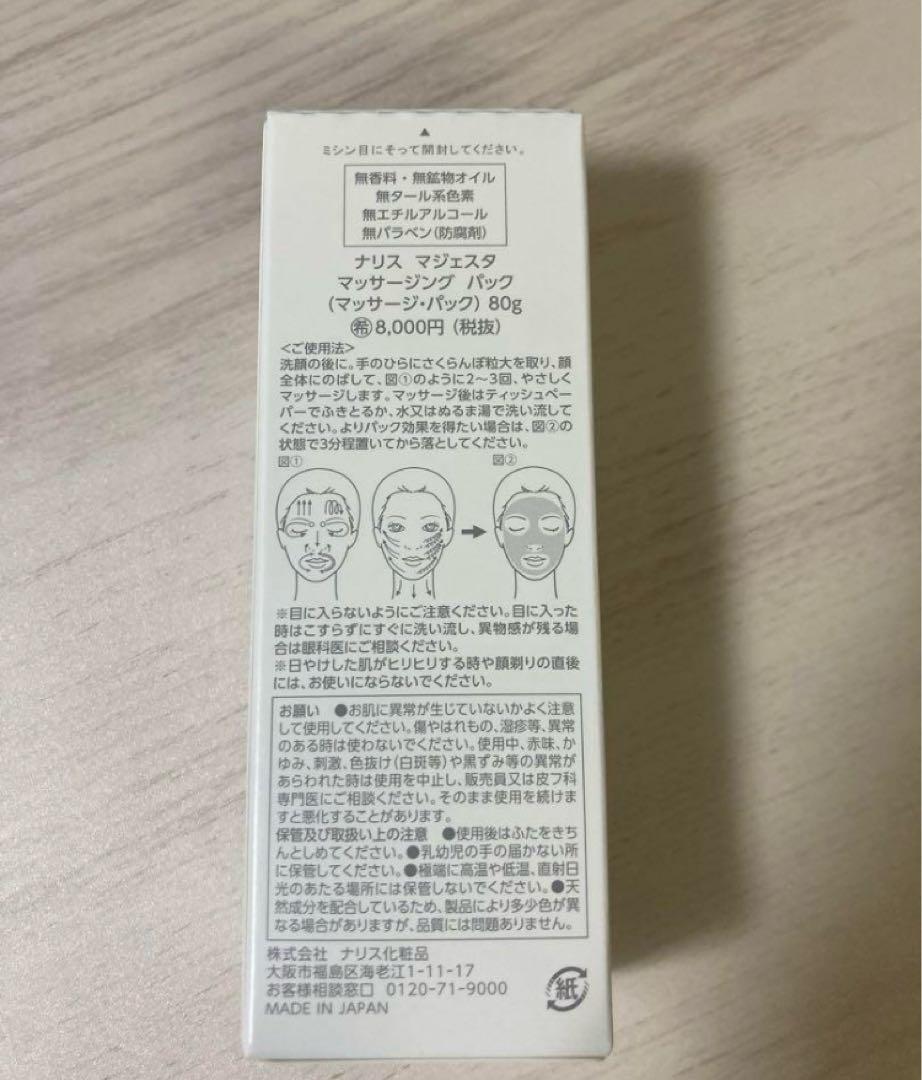 ▲
ミシン目にそって開封してください。
無香料・無鉱物オイル
無タール系色素
無エチルアルコール
無パラベン(防腐剤)
ナリス マジェスタ
マッサージング パック
(マッサージ・パック) 80g
㊭8,000円 (税抜)
<ご使用法>
洗顔の後に。手のひらにさくらんぼ粒大を取り、顔
全体にのばして、図①のように2〜3回、やさしく
マッサージします。マッサージ後はティッシュペー
パーでふきとるか、水又はぬるま湯で洗い流して
ください。よりパック効果を得たい場合は、図②の
状態で3分程置いてから落としてください。
図① 図②
※目に入らないようにご注意ください。目に入った
時はこすらずにすぐに洗い流し、異物感が残る場
合は眼科医にご相談ください。
※日やけした肌がヒリヒリする時や顔剃りの直後
には、お使いにならないでください。
お願い ●お肌に異常が生じていないかよく注意
して使用してください。傷やはれもの、湿疹等、異常
のある時は使わないでください。使用中、赤味、か
ゆみ、刺激、色抜け(白斑等)や黒ずみ等の異常が
あらわれた時は使用を中止し、販売員又は皮フ科
専門医にご相談ください。そのまま使用を続けま
すと悪化することがあります。
保管及び取扱い上の注意 ●使用後はふたをきち
んとしめてください。●乳幼児の手の届かない所
に保管してください。●極端に高温や低温、直射日
光のあたる場所には保管しないでください。●天
然成分を配合しているため、製品により多少色が異
なる場合がありますが、品質には問題ありません。
株式会社 ナリス化粧品
大阪市福島区海老江1-11-17
お客様相談窓口 0120-71-9000
MADE IN JAPAN
紙